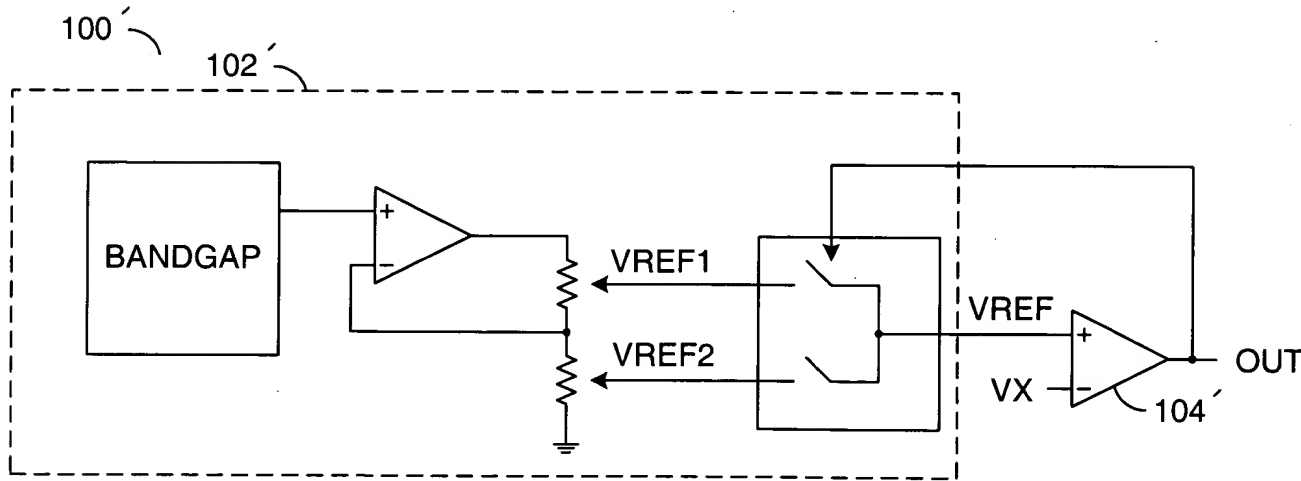 100´
102´
BANDGAP
+
−
VREF1
VREF2
VREF
+
VX
−
OUT
104´